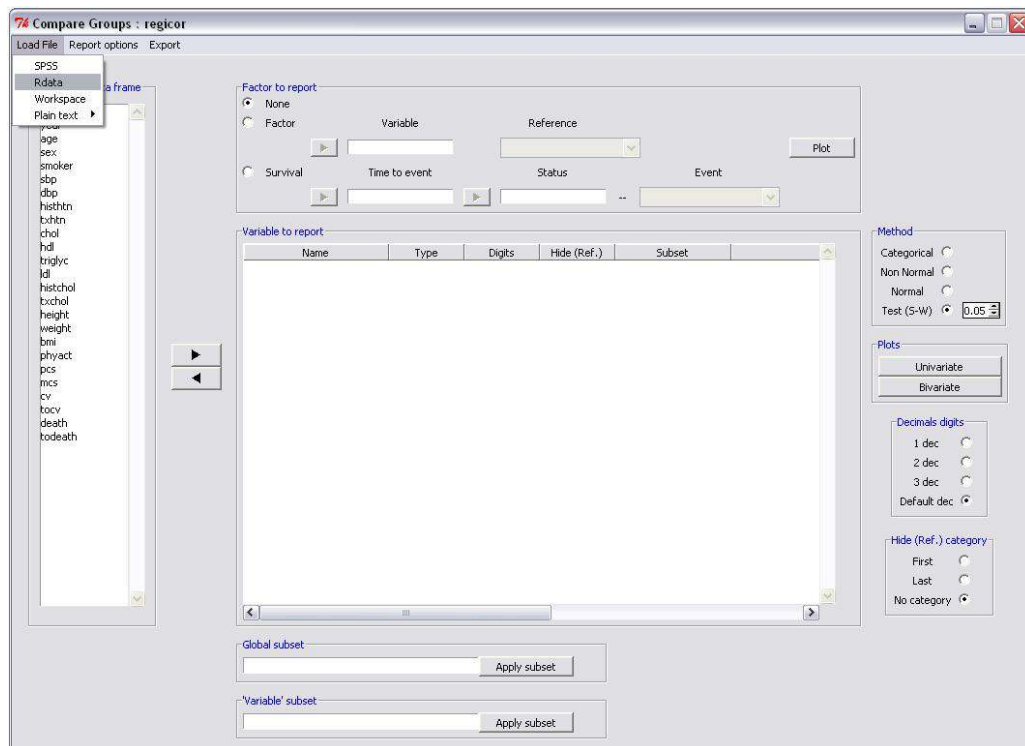 Compare Groups : regicor
Load File Report options Export
SPSS
Rdata
Workspace
Plain text
a frame
year
age
sex
smoker
sbp
dbp
histhtn
txhtn
chol
hdl
triglyc
ldl
histchol
txchol
height
weight
bmi
phyact
pcs
mcs
cv
tocv
death
todeath
Factor to report
None
Factor Variable Reference
Plot
Survival Time to event Status Event
--
Variable to report
Name Type Digits Hide (Ref.) Subset
Method
Categorical
Non Normal
Normal
Test (S-W) 0.05
Plots
Univariate
Bivariate
Decimals digits
1 dec
2 dec
3 dec
Default dec
Hide (Ref.) category
First
Last
No category
Global subset
Apply subset
'Variable' subset
Apply subset